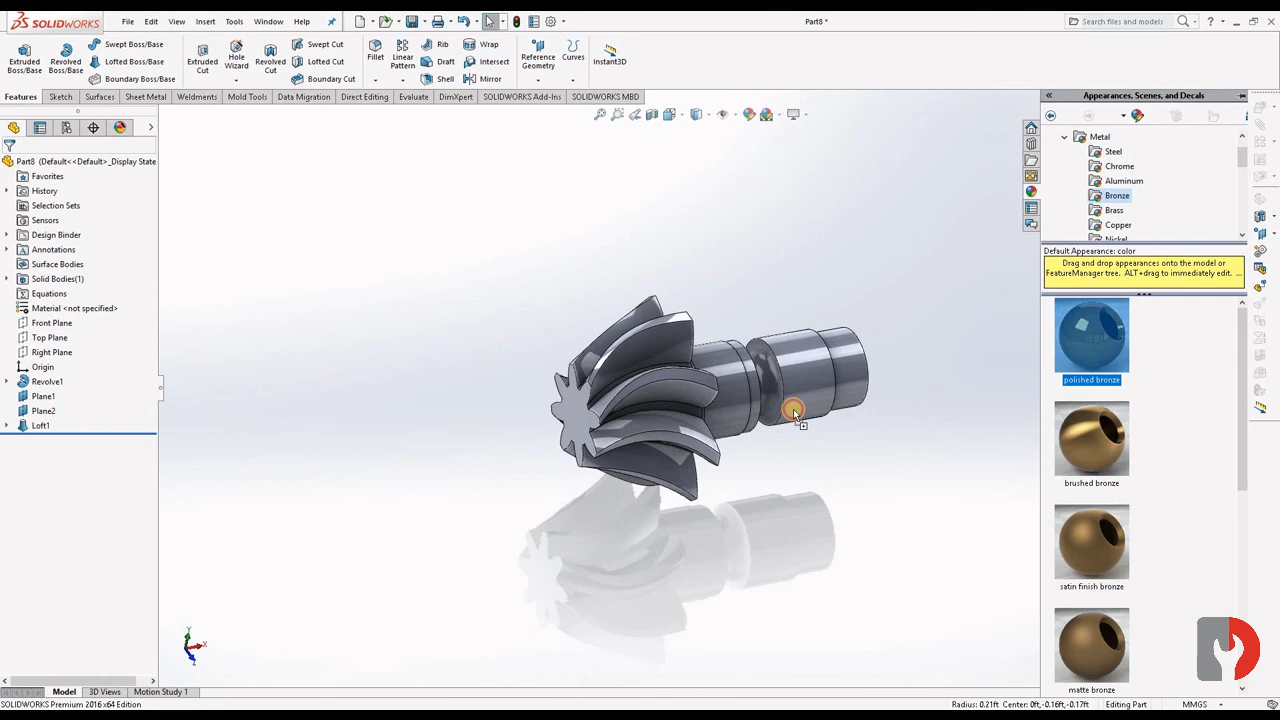 SOLIDWORKS
File Edit View Insert Tools Window Help
Part8 *
Search files and models
Extruded Boss/Base
Revolved Boss/Base
Swept Boss/Base
Lofted Boss/Base
Boundary Boss/Base
Extruded Cut
Hole Wizard
Revolved Cut
Swept Cut
Lofted Cut
Boundary Cut
Fillet
Linear Pattern
Rib
Draft
Shell
Wrap
Intersect
Mirror
Reference Geometry
Curves
Instant3D
Features Sketch Surfaces Sheet Metal Weldments Mold Tools Data Migration Direct Editing Evaluate DimXpert SOLIDWORKS Add-Ins SOLIDWORKS MBD
Part8 (Default<<Default>_Display State
Favorites
History
Selection Sets
Sensors
Design Binder
Annotations
Surface Bodies
Solid Bodies(1)
Equations
Material <not specified>
Front Plane
Top Plane
Right Plane
Origin
Revolve1
Plane1
Plane2
Loft1
Y
X
Z
Appearances, Scenes, and Decals
Metal
Steel
Chrome
Aluminum
Bronze
Brass
Copper
Nickel
Default Appearance: color
Drag and drop appearances onto the model or
FeatureManager tree. ALT+drag to immediately edit. ...
polished bronze
brushed bronze
satin finish bronze
matte bronze
Model 3D Views Motion Study 1
SOLIDWORKS Premium 2016 x64 Edition
Radius: 0.21ft Center: 0ft,-0.16ft,-0.17ft Editing Part MMGS